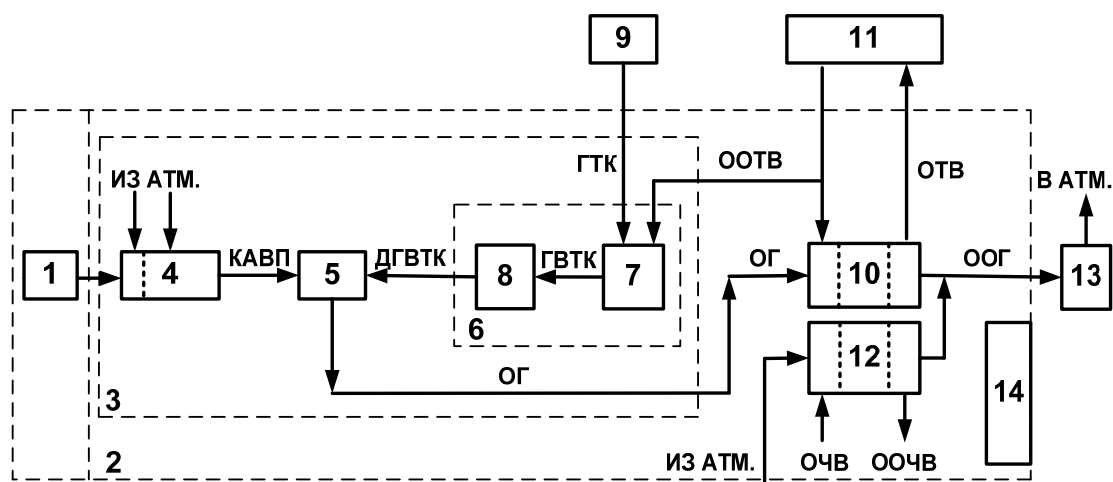 9
11
ГТК
ООТВ
ОТВ
В АТМ.
ИЗ АТМ.
1
4
КАВП
5
ДГВТК
8
ГВТК
7
ОГ
10
ООГ
13
6
12
ОГ
14
3
2
ИЗ АТМ.
ОЧВ
ООЧВ